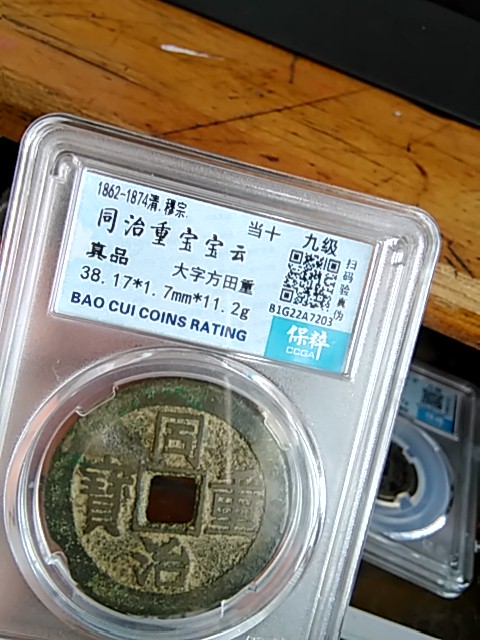 1862-1874清.穆宗.
同治重宝宝云 当十 九级
真品 大字方田重
38.17*1.7mm*11.2g
BAO CUI COINS RATING
扫码验真伪
81G22A7203
保粹
CCGA
同治重寶